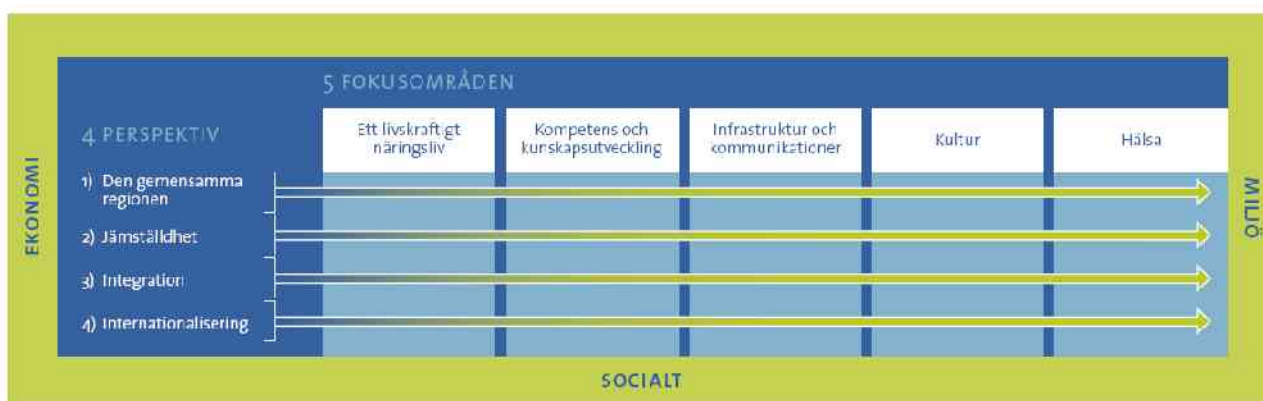 5 FOKUSOMRÅDEN
4 PERSPEKTIV
Ett livskraftigt
näringsliv
Kompetens och
kunskapsutveckling
Infrastruktur och
kommunikationer
Kultur
Hälsa
1) Den gemensamma
regionen
2) Jämställdhet
3) Integration
4) Internationalisering
EKONOMI
MILJÖ
SOCIALT